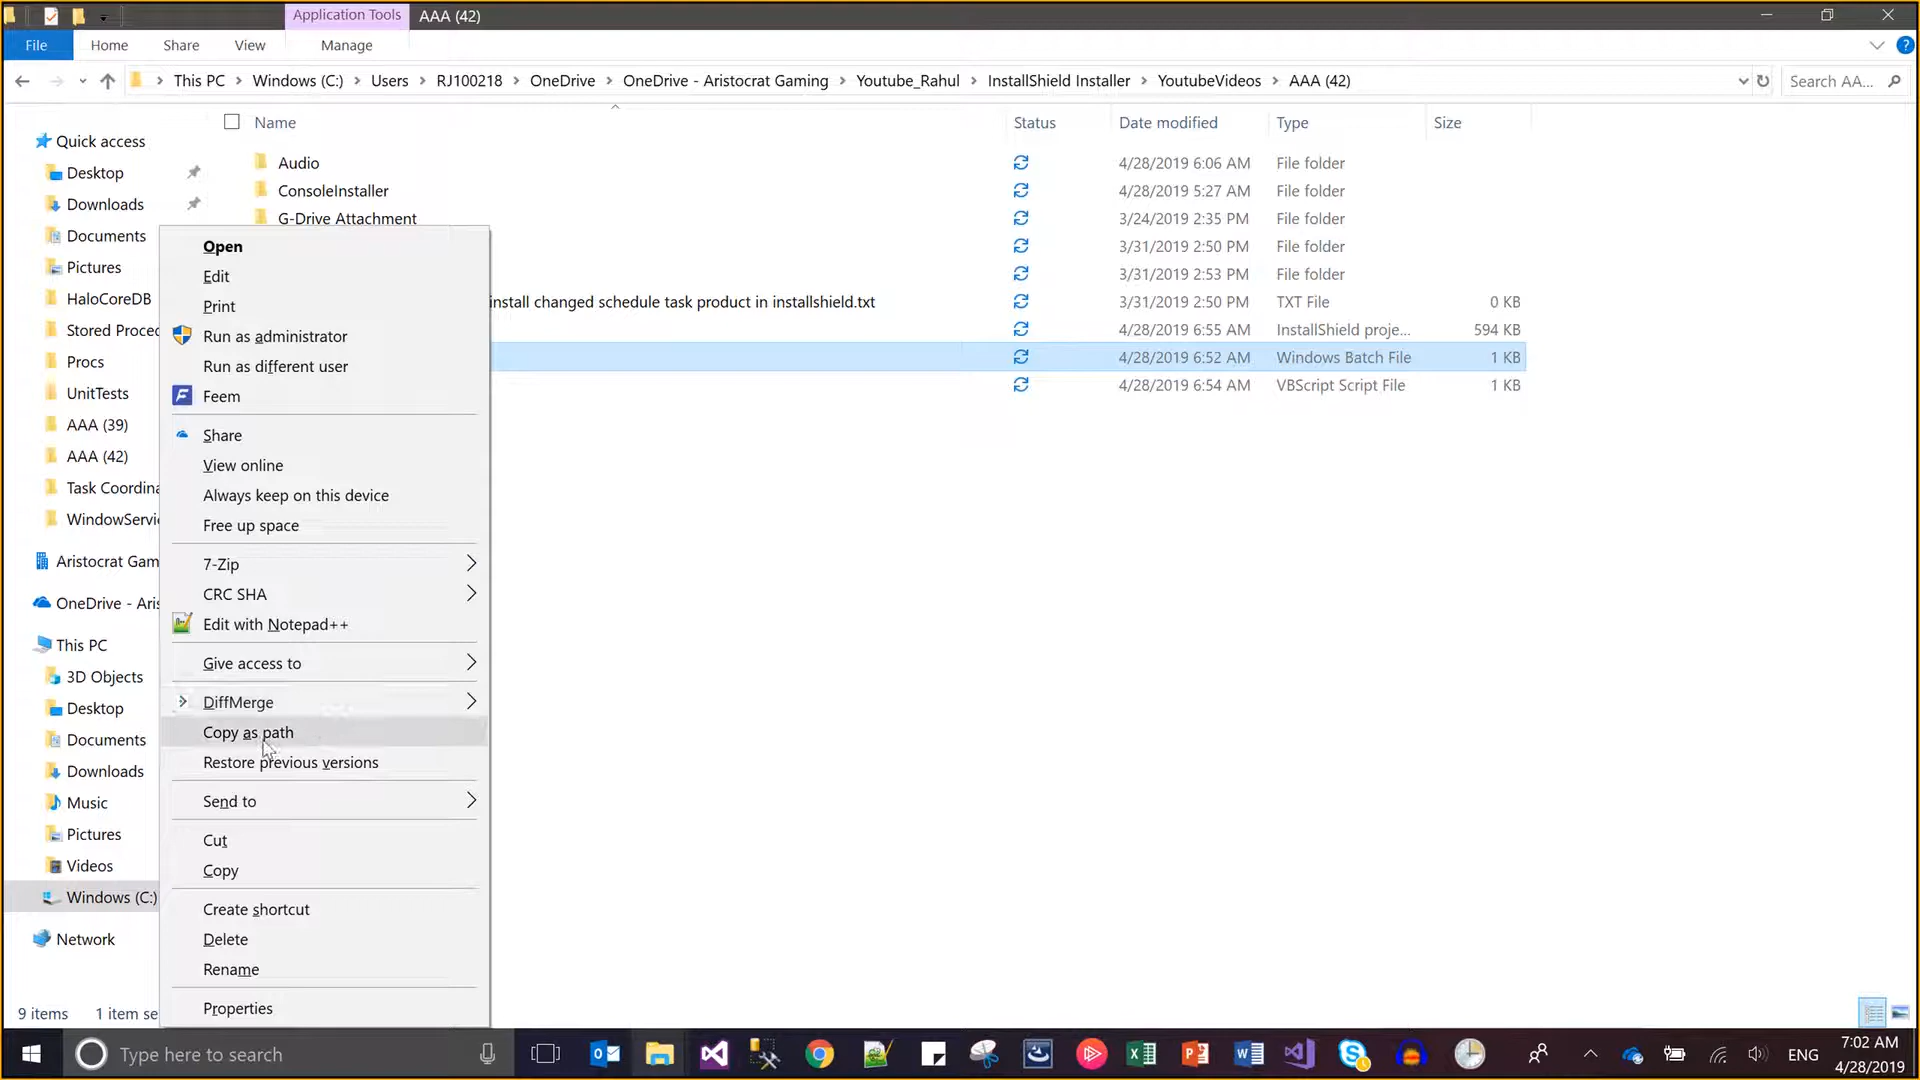 Application Tools
AAA (42)
File
Home
Share
View
Manage
This PC
Windows (C:)
Users
RJ100218
OneDrive
OneDrive - Aristocrat Gaming
Youtube_Rahul
InstallShield Installer
YoutubeVideos
AAA (42)
Search AA...
Name
Status
Date modified
Type
Size
Audio
4/28/2019 6:06 AM
File folder
ConsoleInstaller
4/28/2019 5:27 AM
File folder
G-Drive Attachment
3/24/2019 2:35 PM
File folder
3/31/2019 2:50 PM
File folder
3/31/2019 2:53 PM
File folder
install changed schedule task product in installshield.txt
3/31/2019 2:50 PM
TXT File
0 KB
4/28/2019 6:55 AM
InstallShield proje...
594 KB
4/28/2019 6:52 AM
Windows Batch File
1 KB
4/28/2019 6:54 AM
VBScript Script File
1 KB
Quick access
Desktop
Downloads
Documents
Pictures
HaloCoreDB
Stored Proced
Procs
UnitTests
AAA (39)
AAA (42)
Task Coordina
WindowServi
Aristocrat Gam
OneDrive - Aris
This PC
3D Objects
Desktop
Documents
Downloads
Music
Pictures
Videos
Windows (C:)
Network
Open
Edit
Print
Run as administrator
Run as different user
Feem
Share
View online
Always keep on this device
Free up space
7-Zip
CRC SHA
Edit with Notepad++
Give access to
DiffMerge
Copy as path
Restore previous versions
Send to
Cut
Copy
Create shortcut
Delete
Rename
Properties
9 items
1 item se
Type here to search
ENG
7:02 AM
4/28/2019